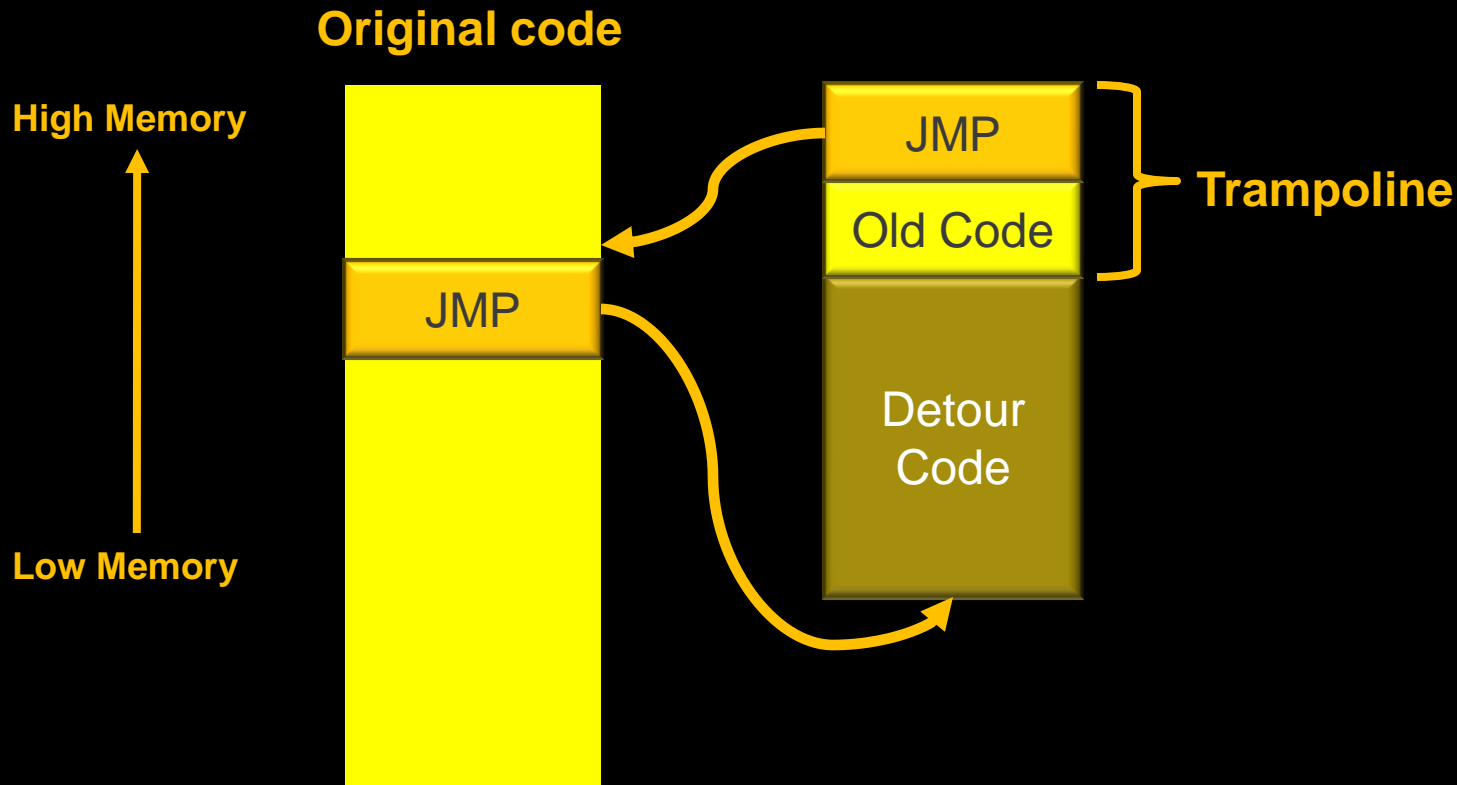 Original code
High Memory
JMP
Trampoline
Old Code
JMP
Detour
Code
Low Memory